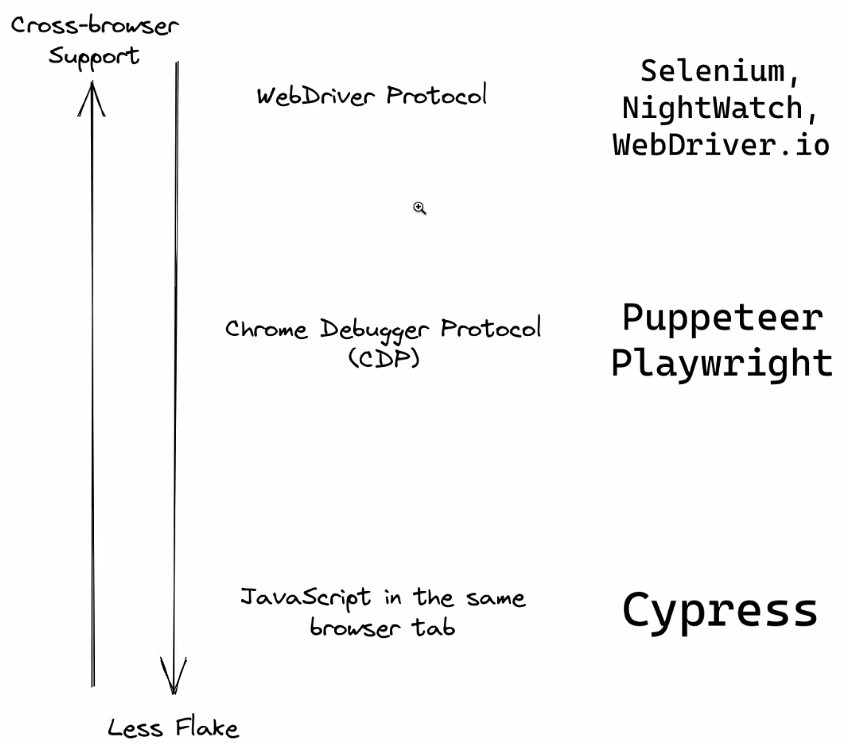 Cross-browser
Support
WebDriver Protocol
Selenium,
NightWatch,
WebDriver.io
Chrome Debugger Protocol
(CDP)
Puppeteer
Playwright
JavaScript in the same
browser tab
Cypress
Less Flake